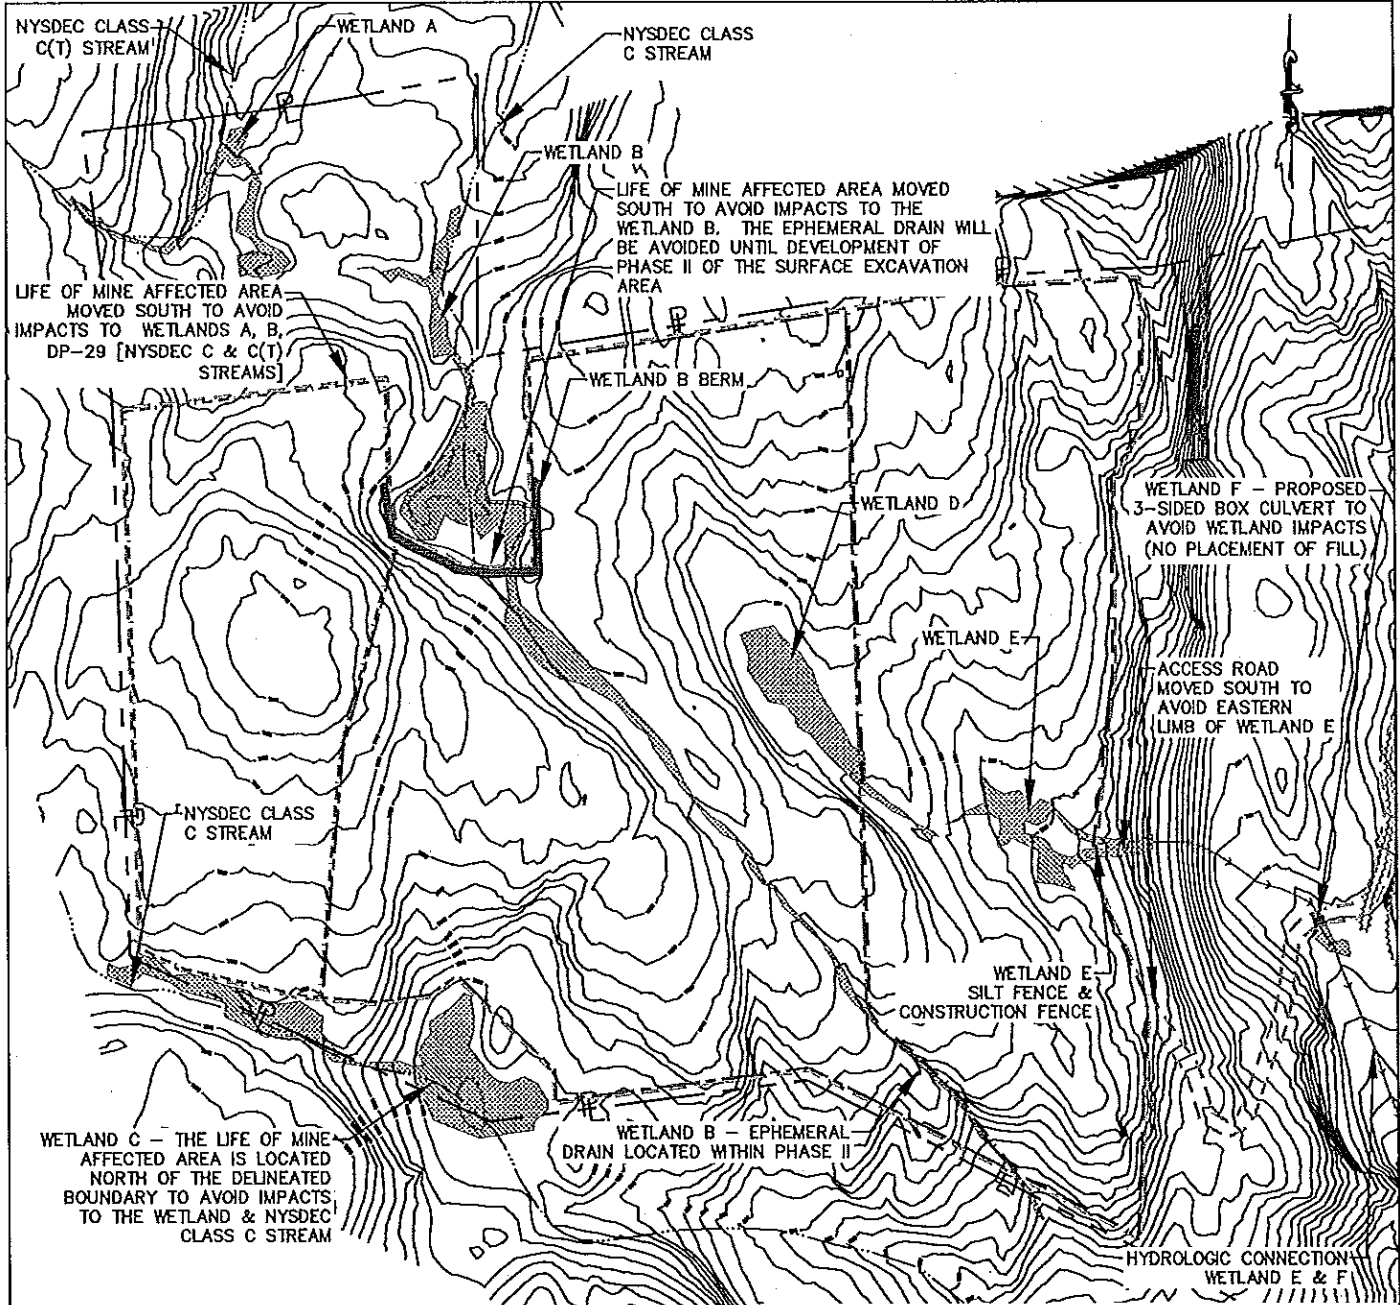 NYSDEC CLASS
C(T) STREAM
WETLAND A
NYSDEC CLASS
C STREAM
WETLAND B
LIFE OF MINE AFFECTED AREA MOVED
SOUTH TO AVOID IMPACTS TO THE
WETLAND B. THE EPHEMERAL DRAIN WILL
BE AVOIDED UNTIL DEVELOPMENT OF
PHASE II OF THE SURFACE EXCAVATION
AREA
LIFE OF MINE AFFECTED AREA
MOVED SOUTH TO AVOID
IMPACTS TO WETLANDS A, B,
DP-29 [NYSDEC C & C(T)
STREAMS]
WETLAND B BERM
WETLAND D
WETLAND F - PROPOSED
3-SIDED BOX CULVERT TO
AVOID WETLAND IMPACTS
(NO PLACEMENT OF FILL)
WETLAND E
ACCESS ROAD
MOVED SOUTH TO
AVOID EASTERN
LIMB OF WETLAND E
NYSDEC CLASS
C STREAM
WETLAND E
SILT FENCE &
CONSTRUCTION FENCE
WETLAND B - EPHEMERAL
DRAIN LOCATED WITHIN PHASE II
WETLAND C - THE LIFE OF MINE
AFFECTED AREA IS LOCATED
NORTH OF THE DELINEATED
BOUNDARY TO AVOID IMPACTS
TO THE WETLAND & NYSDEC
CLASS C STREAM
HYDROLOGIC CONNECTION
WETLAND E & F